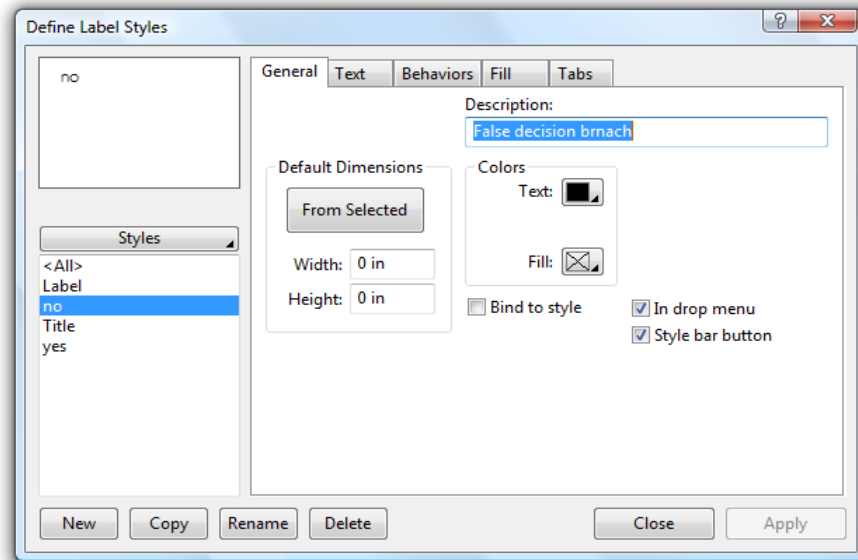 Define Label Styles
?
no
General Text Behaviors Fill Tabs
Description:
False decision brnach
Default Dimensions
Colors
From Selected
Text:
Styles
Width: 0 in
Fill:
<All>
Label
Height: 0 in
no
Bind to style
In drop menu
Title
Style bar button
yes
New Copy Rename Delete Close Apply